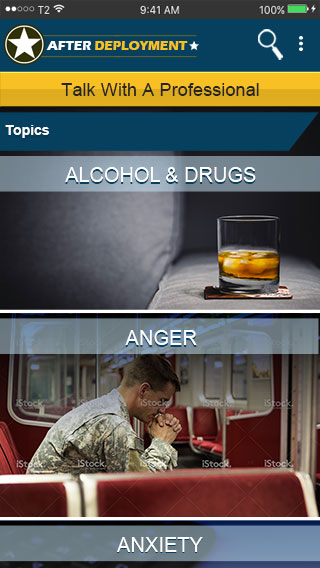 T2 9:41 AM 100%
AFTER DEPLOYMENT
Talk With A Professional
Topics
ALCOHOL & DRUGS
ANGER
iStock. iStock.
iStock. iStock. iStock. iStock.
ANXIETY